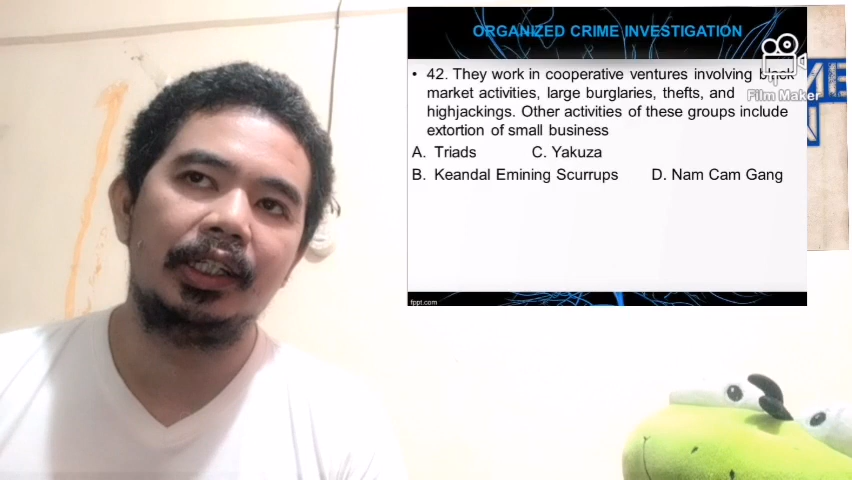 ORGANIZED CRIME INVESTIGATION
• 42. They work in cooperative ventures involving black
market activities, large burglaries, thefts, and
highjackings. Other activities of these groups include
extortion of small business
A. Triads C. Yakuza
B. Keandal Emining Scurrups D. Nam Cam Gang
fppt.com
Film Maker